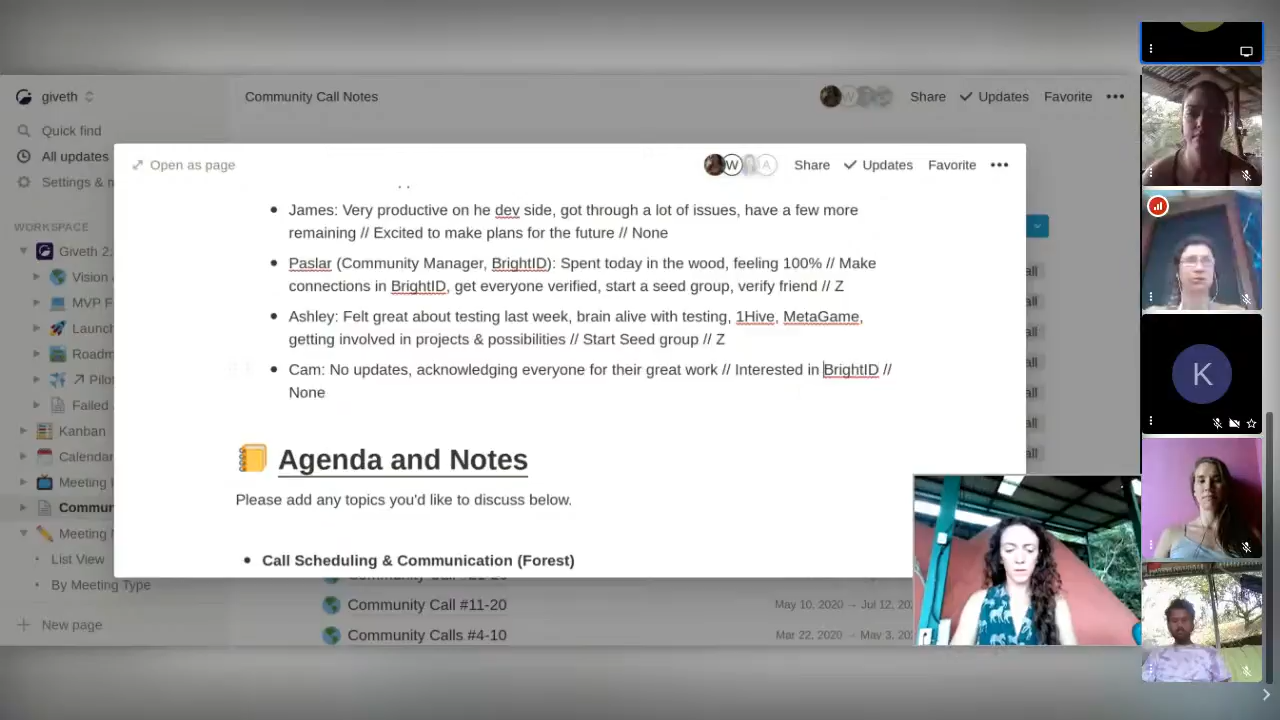 giveth
Community Call Notes
Share
Updates
Favorite
Quick find
All updates
Settings & m
Open as page
W
A
Share
Updates
Favorite
WORKSPACE
Giveth 2.
Vision
MVP F
Launch
Roadm
Pilot
Failed
Kanban
Calendar
Meeting
Commun
Meeting
List View
By Meeting Type
New page
James: Very productive on he dev side, got through a lot of issues, have a few more
remaining // Excited to make plans for the future // None
Paslar (Community Manager, BrightID): Spent today in the wood, feeling 100% // Make
connections in BrightID, get everyone verified, start a seed group, verify friend // Z
Ashley: Felt great about testing last week, brain alive with testing, 1Hive, MetaGame,
getting involved in projects & possibilities // Start Seed group // Z
Cam: No updates, acknowledging everyone for their great work // Interested in BrightID //
None
Agenda and Notes
Please add any topics you'd like to discuss below.
Call Scheduling & Communication (Forest)
Community Call #11-20
May 10, 2020 → Jul 12, 20
Community Calls #4-10
Mar 22, 2020 → May 3, 20
K